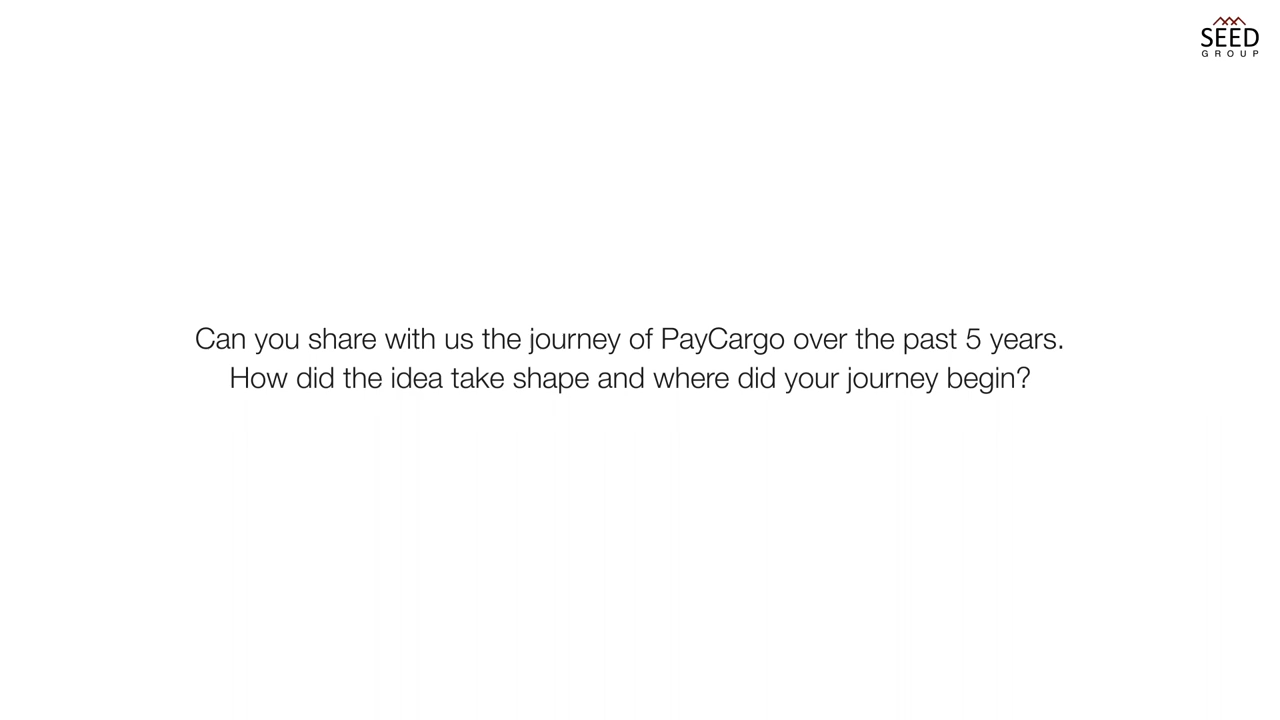 SEED
GROUP
Can you share with us the journey of PayCargo over the past 5 years.
How did the idea take shape and where did your journey begin?